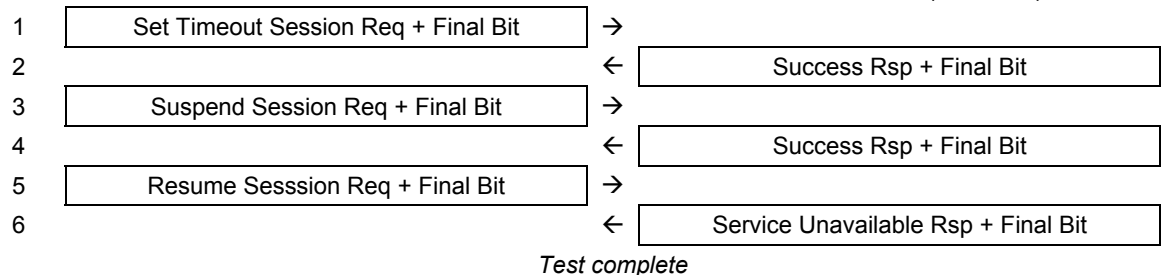 1 Set Timeout Session Req + Final Bit →
2 ← Success Rsp + Final Bit
3 Suspend Session Req + Final Bit →
4 ← Success Rsp + Final Bit
5 Resume Sesssion Req + Final Bit →
6 ← Service Unavailable Rsp + Final Bit
Test complete